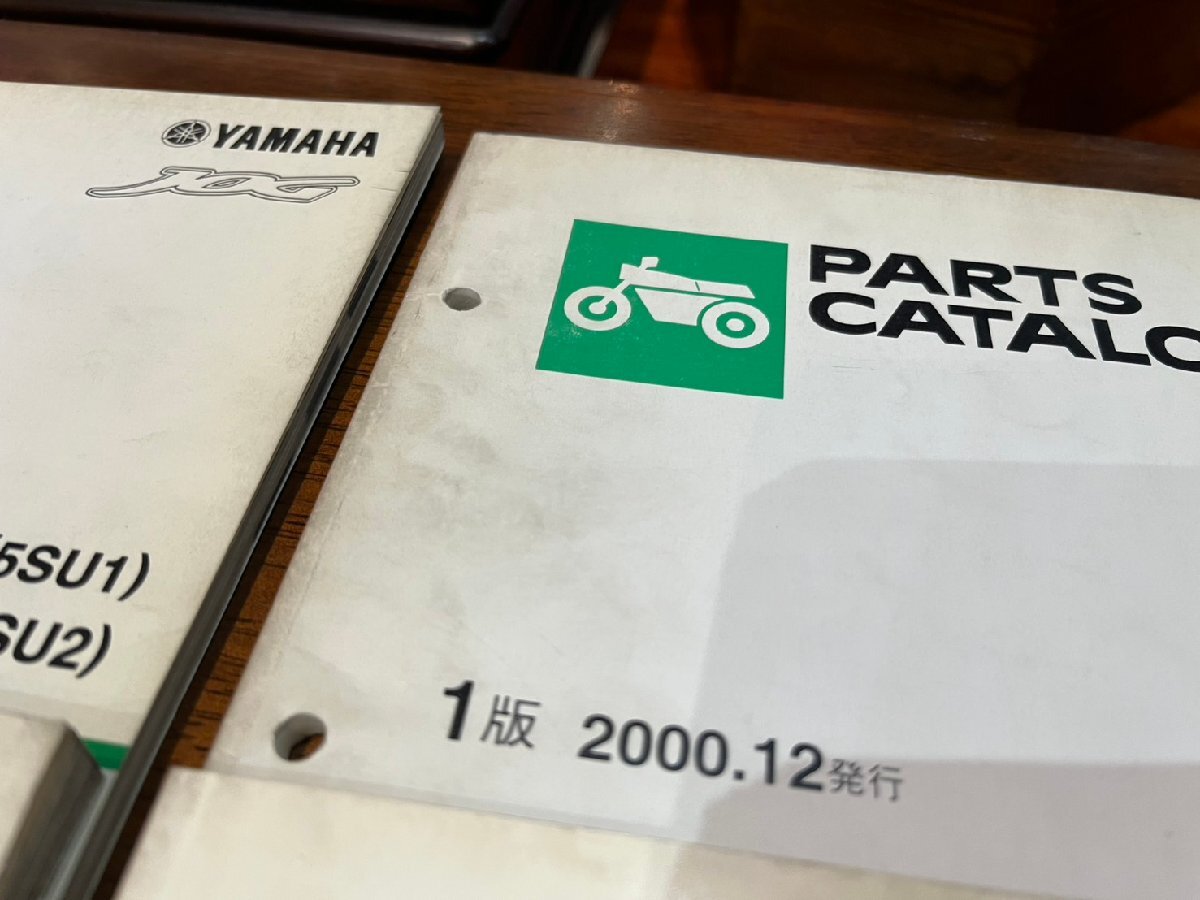 YAMAHA
JOG
5SU1)
SU2)
PARTS
CATALO
1版 2000.12発行